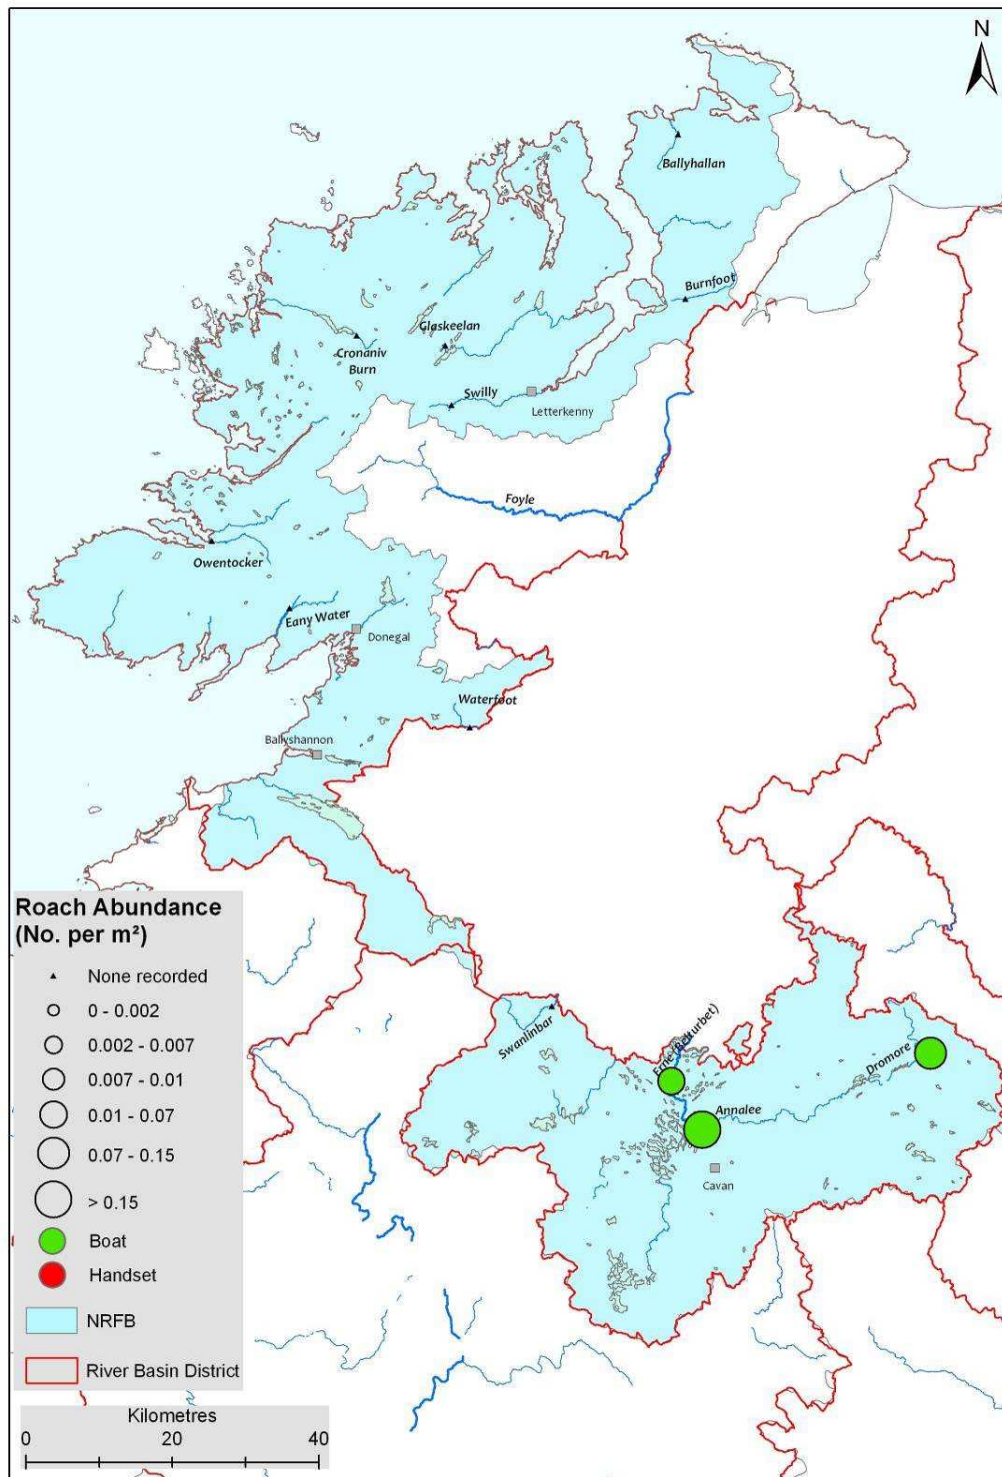 N
Ballyhallan
Burnfoot
Glaskeelan
Cronaniv
Burn
Swilly
Letterkenny
Foyle
Owentocker
Eany Water
Donegal
Waterfoot
Ballyshannon
Roach Abundance
(No. per m²)
None recorded
0 - 0.002
0.002 - 0.007
0.007 - 0.01
0.01 - 0.07
0.07 - 0.15
> 0.15
Boat
Handset
NRFB
River Basin District
Kilometres
0 20 40
Swanlinbar
Erne (Belturbet)
Dromore
Annalee
Cavan